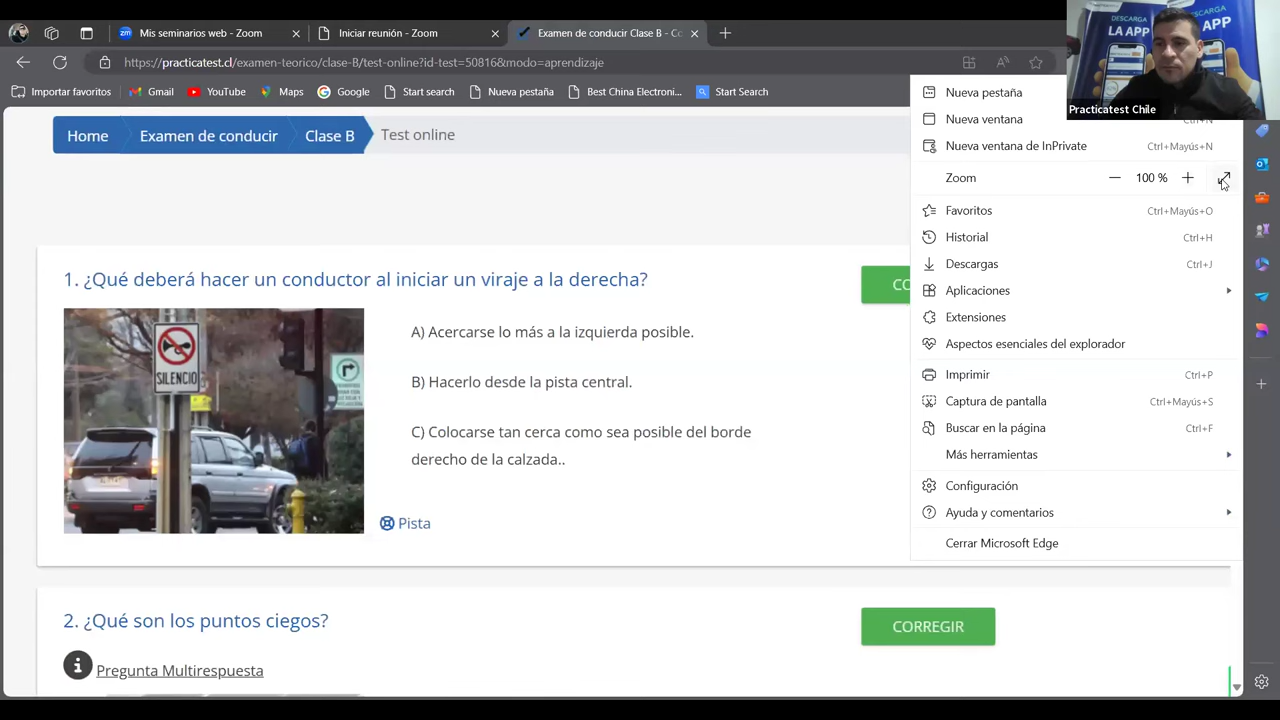 Mis seminarios web - Zoom
Iniciar reunión - Zoom
Examen de conducir Clase B - Co
https://practicatest.cl/examen-teorico/clase-B/test-online?id-test=50816&modo=aprendizaje
Importar favoritos
Gmail
YouTube
Maps
Google
Start search
Nueva pestaña
Best China Electroni...
Start Search
DESCARGA
LA APP
DESCARGA
LA APP
Practicatest Chile
Home
Examen de conducir
Clase B
Test online
1. ¿Qué deberá hacer un conductor al iniciar un viraje a la derecha?
CO
SILENCIO
A) Acercarse lo más a la izquierda posible.
B) Hacerlo desde la pista central.
C) Colocarse tan cerca como sea posible del borde
derecho de la calzada..
Pista
2. ¿Qué son los puntos ciegos?
CORREGIR
Pregunta Multirespuesta
Nueva pestaña
Nueva ventana
Ctrl+N
Nueva ventana de InPrivate
Ctrl+Mayús+N
Zoom
100 %
Favoritos
Ctrl+Mayús+O
Historial
Ctrl+H
Descargas
Ctrl+J
Aplicaciones
Extensiones
Aspectos esenciales del explorador
Imprimir
Ctrl+P
Captura de pantalla
Ctrl+Mayús+S
Buscar en la página
Ctrl+F
Más herramientas
Configuración
Ayuda y comentarios
Cerrar Microsoft Edge